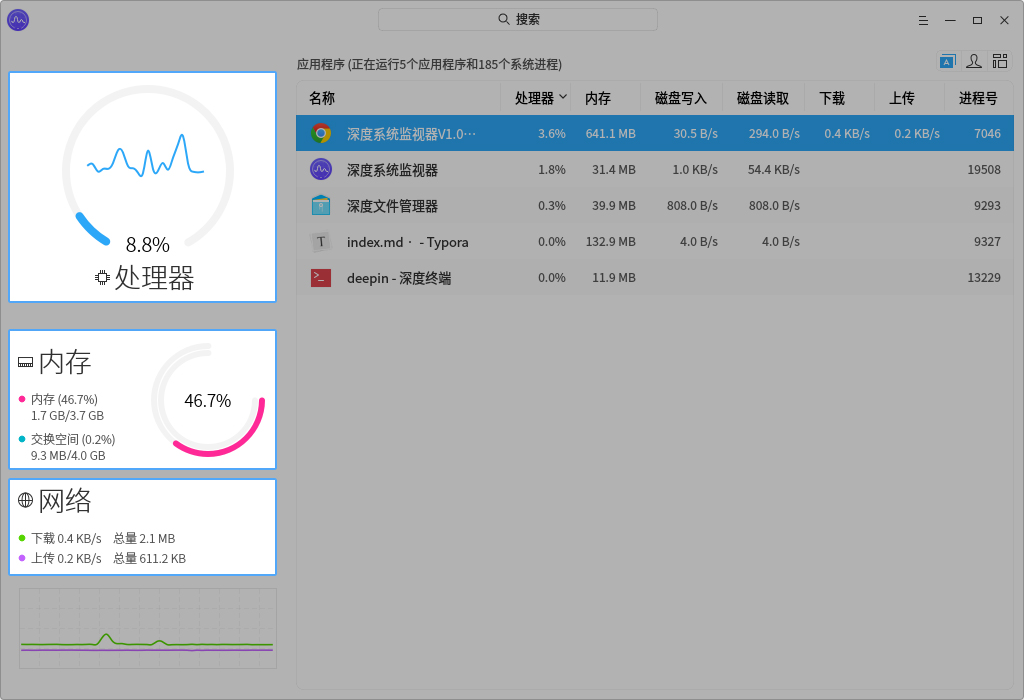 搜索
8.8%
处理器
内存
内存 (46.7%)
1.7 GB/3.7 GB
交换空间 (0.2%)
9.3 MB/4.0 GB
46.7%
网络
下载 0.4 KB/s 总量 2.1 MB
上传 0.2 KB/s 总量 611.2 KB
应用程序 (正在运行5个应用程序和185个系统进程)
A
名称 处理器 内存 磁盘写入 磁盘读取 下载 上传 进程号
深度系统监视器V1.0··· 3.6% 641.1 MB 30.5 B/s 294.0 B/s 0.4 KB/s 0.2 KB/s 7046
深度系统监视器 1.8% 31.4 MB 1.0 KB/s 54.4 KB/s 19508
深度文件管理器 0.3% 39.9 MB 808.0 B/s 808.0 B/s 9293
T index.md · - Typora 0.0% 132.9 MB 4.0 B/s 4.0 B/s 9327
>_ deepin - 深度终端 0.0% 11.9 MB 13229